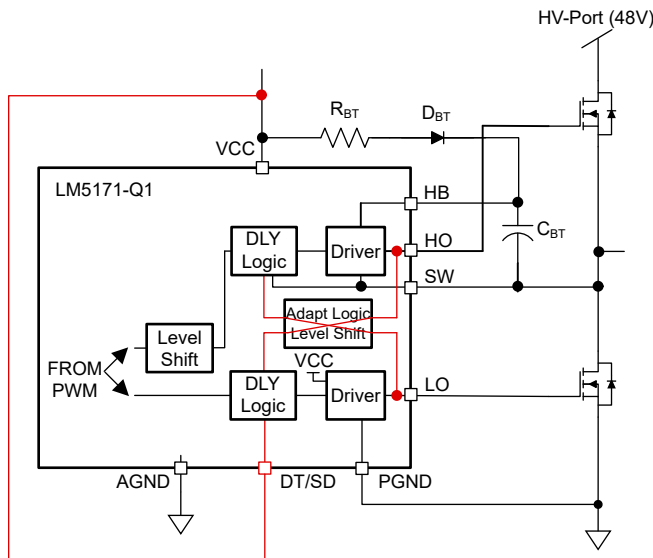 HV-Port (48V)
RBT
DBT
VCC
LM5171-Q1
HB
DLY
Logic
Driver
HO
CBT
SW
Adapt Logic
Level Shift
Level
Shift
VCC
FROM
PWM
DLY
Logic
Driver
LO
AGND
DT/SD
PGND